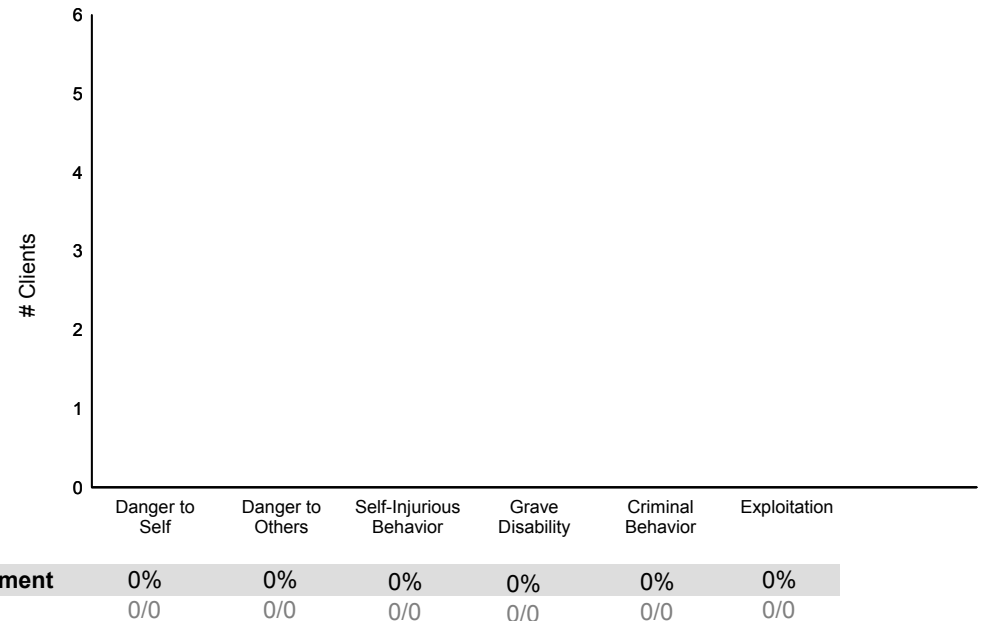 6
5
4
3
2
1
0
# Clients
Danger to Self
Danger to Others
Self-Injurious Behavior
Grave Disability
Criminal Behavior
Exploitation
ment 0% 0% 0% 0% 0% 0%
0/0 0/0 0/0 0/0 0/0 0/0